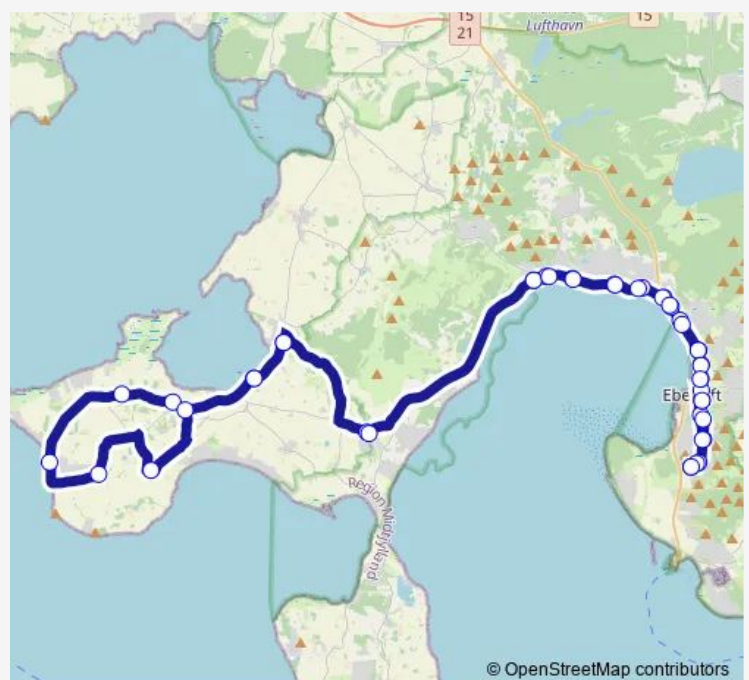 15
21
Lufthavn
15
Ebeltoft
Region Midtjylland
© OpenStreetMap contributors